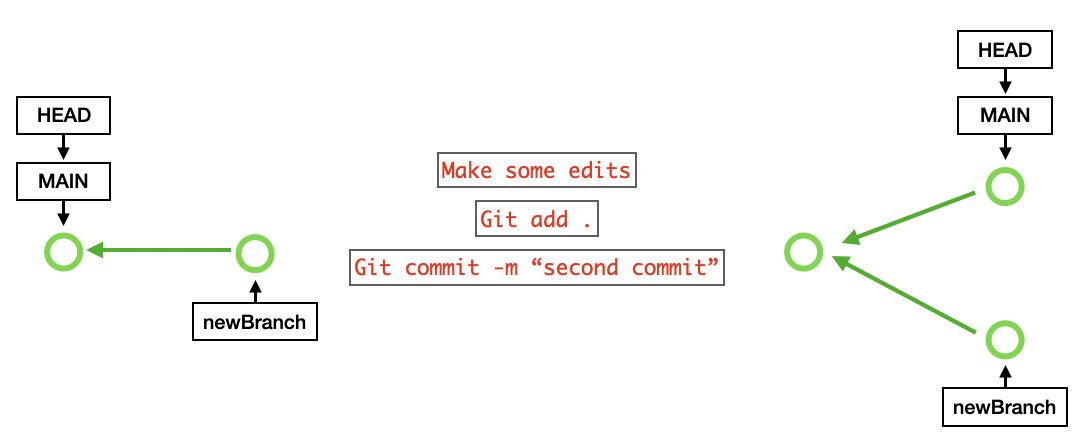 HEAD
MAIN
newBranch
Make some edits
Git add .
Git commit -m “second commit”
HEAD
MAIN
newBranch